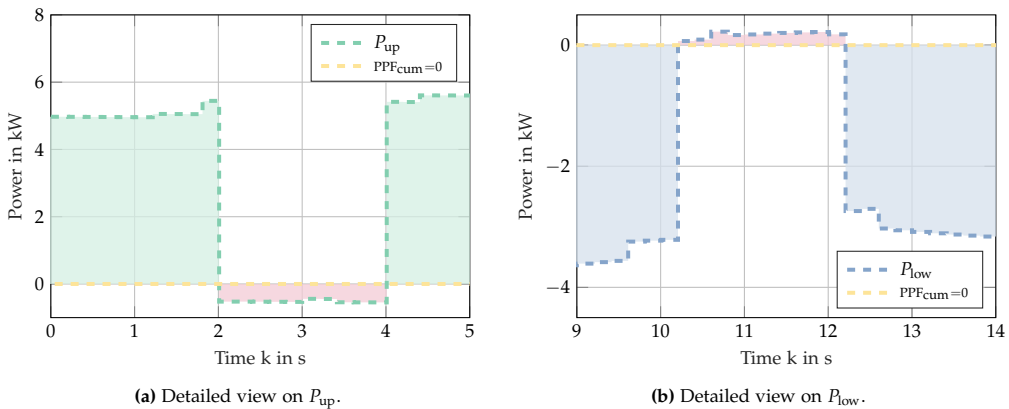 8
6
4
2
0
Power in kW
P_up
PPF_cum=0
0 1 2 3 4 5
Time k in s
(a) Detailed view on P_up.
0
−2
−4
Power in kW
P_low
PPF_cum=0
9 10 11 12 13 14
Time k in s
(b) Detailed view on P_low.